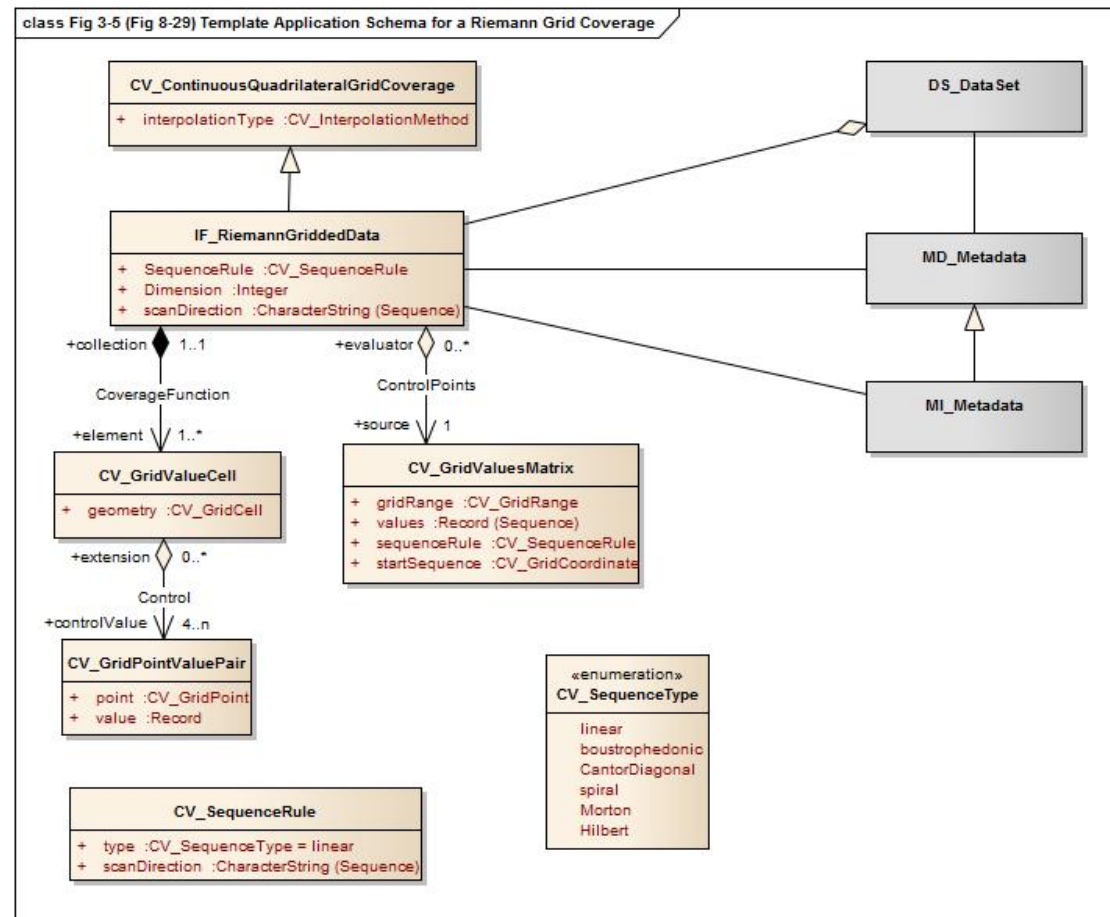 class Fig 3-5 (Fig 8-29) Template Application Schema for a Riemann Grid Coverage
CV_ContinuousQuadrilateralGridCoverage
+ interpolationType :CV_InterpolationMethod
DS_DataSet
IF_RiemannGriddedData
+ SequenceRule :CV_SequenceRule
+ Dimension :Integer
+ scanDirection :CharacterString (Sequence)
MD_Metadata
MI_Metadata
+collection 1..1
CoverageFunction
+element 1..*
+evaluator 0..*
ControlPoints
+source 1
CV_GridValueCell
+ geometry :CV_GridCell
CV_GridValuesMatrix
+ gridRange :CV_GridRange
+ values :Record (Sequence)
+ sequenceRule :CV_SequenceRule
+ startSequence :CV_GridCoordinate
+extension 0..*
Control
+controlValue 4..n
CV_GridPointValuePair
+ point :CV_GridPoint
+ value :Record
«enumeration»
CV_SequenceType
linear
boustrophedonic
CantorDiagonal
spiral
Morton
Hilbert
CV_SequenceRule
+ type :CV_SequenceType = linear
+ scanDirection :CharacterString (Sequence)